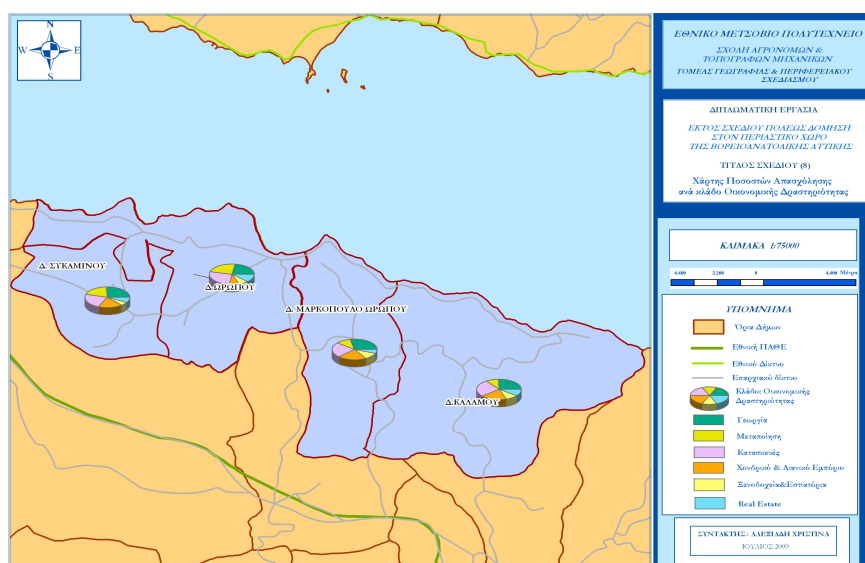 N
W E
S
Δ. ΣΥΚΑΜΙΝΟΥ
Δ.ΩΡΩΠΟΥ
Δ. ΜΑΡΚΟΠΟΥΛΟ ΩΡΩΠΟΥ
Δ.ΚΑΛΑΜΟΥ
ΕΘΝΙΚΟ ΜΕΤΣΟΒΙΟ ΠΟΛΥΤΕΧΝΕΙΟ
ΣΧΟΛΗ ΑΓΡΟΝΟΜΩΝ &
ΤΟΠΟΓΡΑΦΩΝ ΜΗΧΑΝΙΚΩΝ
ΤΟΜΕΑΣ ΓΕΩΓΡΑΦΙΑΣ & ΠΕΡΙΦΕΡΕΙΑΚΟΥ
ΣΧΕΔΙΑΣΜΟΥ
ΔΙΠΛΩΜΑΤΙΚΗ ΕΡΓΑΣΙΑ
ΕΚΤΟΣ ΣΧΕΔΙΟΥ ΠΟΛΕΩΣ ΔΟΜΗΣΗ
ΣΤΟΝ ΠΕΡΙΑΣΤΙΚΟ ΧΩΡΟ
ΤΗΣ ΒΟΡΕΙΟΑΝΑΤΟΛΙΚΗΣ ΑΤΤΙΚΗΣ
ΤΙΤΛΟΣ ΣΧΕΔΙΟΥ (8)
Χάρτης Ποσοστών Απασχόλησης
ανά κλάδο Οικονομικής Δραστηριότητας
ΚΛΙΜΑΚΑ 1:75000
4.400 2.200 0 4.400 Μέτρα
ΥΠΟΜΝΗΜΑ
Όρια Δήμων
Εθνική ΠΑΘΕ
Εθνικό Δίκτυο
Επαρχιακό δίκτυο
Κλάδοι Οικονομικής
Δραστηριότητας
Γεωργία
Μεταποίηση
Κατασκευές
Χονδρικό & Λιανικό Εμπόριο
Ξενοδοχεία&Εστιατόρια
Real Estate
ΣΥΝΤΑΚΤΗΣ : ΑΛΕΞΙΑΔΗ ΧΡΙΣΤΙΝΑ
ΙΟΥΛΙΟΣ 2009